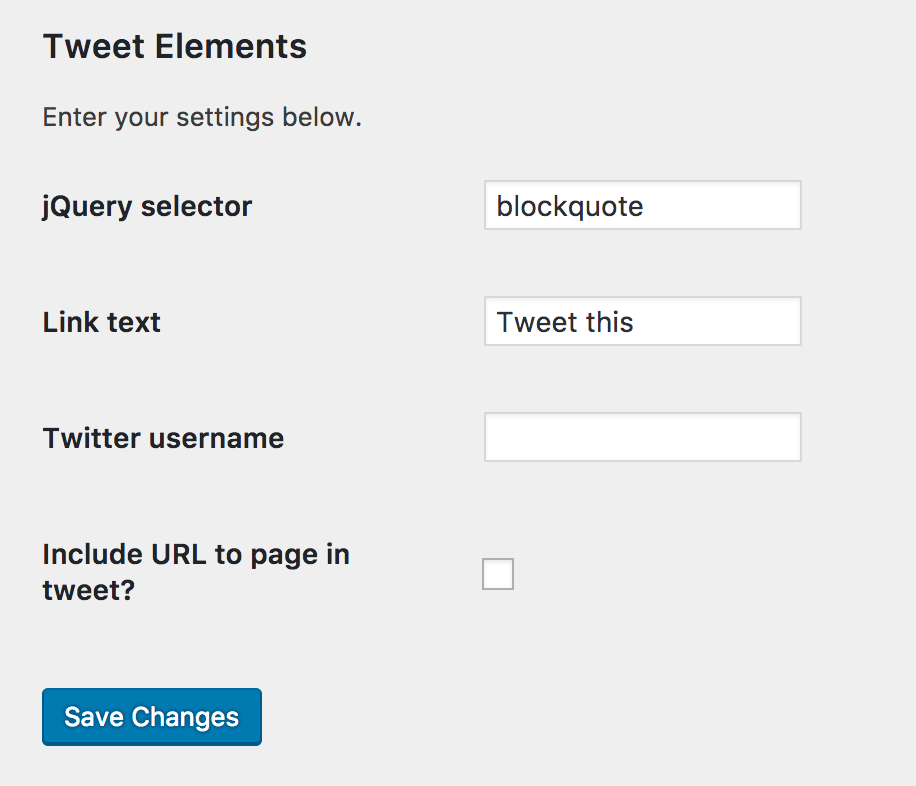 Tweet Elements
Enter your settings below.
jQuery selector
blockquote
Link text
Tweet this
Twitter username
Include URL to page in
tweet?
Save Changes